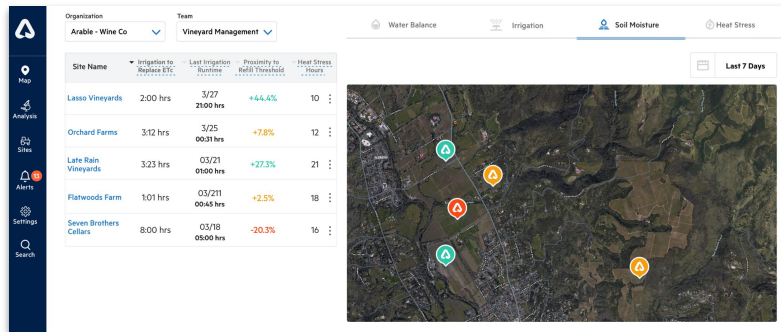 Organization
Arable - Wine Co
Team
Vineyard Management
Water Balance
Irrigation
Soil Moisture
Heat Stress
Last 7 Days
Map
Analysis
Sites
13
Alerts
Settings
Search
Site Name
Irrigation to
Replace ETc
Last Irrigation
Runtime
Proximity to
Refill Threshold
Heat Stress
Hours
Lasso Vineyards
2:00 hrs
3/27
21:00 hrs
+44.4%
10
Orchard Farms
3:12 hrs
3/25
00:31 hrs
+7.8%
12
Late Rain
Vineyards
3:23 hrs
03/21
01:00 hrs
+27.3%
21
Flatwoods Farm
1:01 hrs
03/211
00:45 hrs
+2.5%
18
Seven Brothers
Cellars
8:00 hrs
03/18
05:00 hrs
-20.3%
16